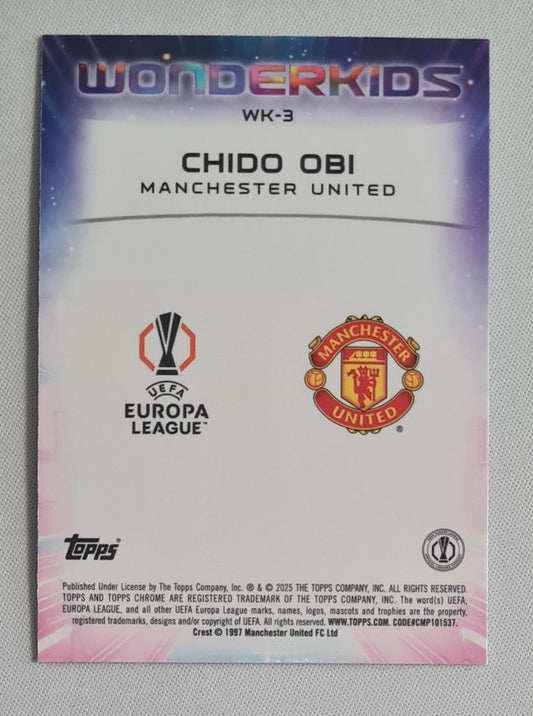 WONDERKIDS
WK-3
CHIDO OBI
MANCHESTER UNITED
UEFA
EUROPA
LEAGUE™
MANCHESTER
UNITED
®
topps®
Published Under License by The Topps Company, Inc. ® & © 2025 THE TOPPS COMPANY, INC. ALL RIGHTS RESERVED.
TOPPS AND TOPPS CHROME ARE REGISTERED TRADEMARK OF THE TOPPS COMPANY, INC. The word(s) UEFA,
EUROPA LEAGUE, and all other UEFA Europa League marks, names, logos, mascots and trophies are the property,
registered trademarks, designs and/or copyright of UEFA. All rights reserved. WWW.TOPPS.COM. CODE#CMP101537.
Crest © 1997 Manchester United FC Ltd